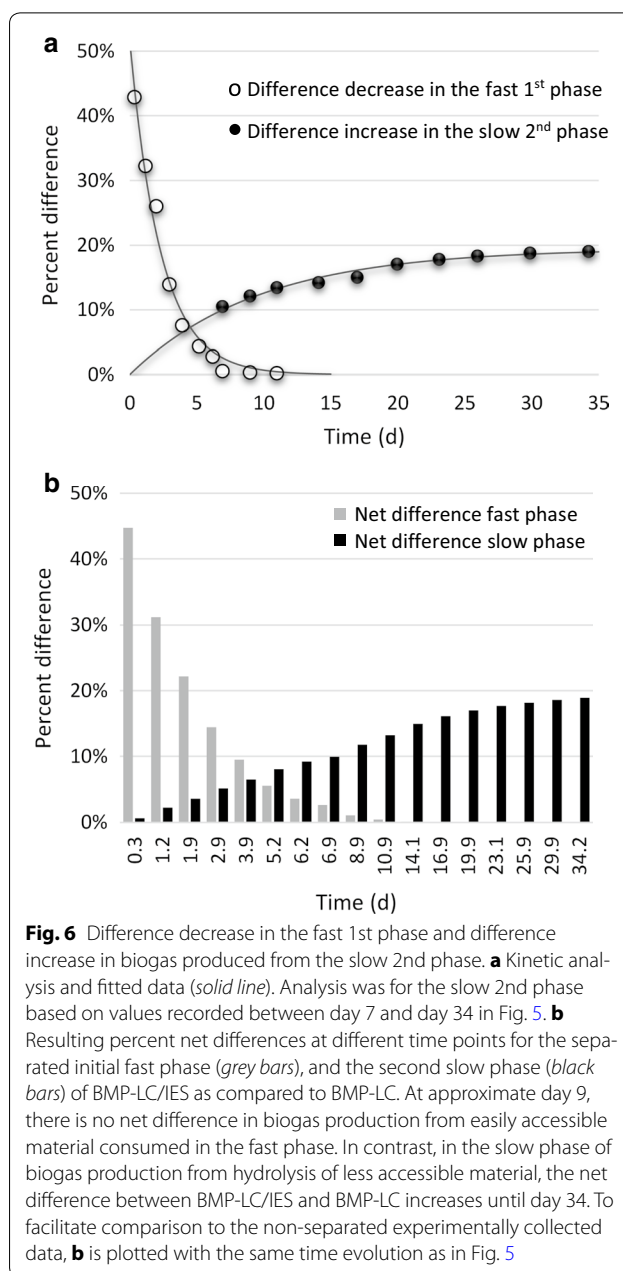 a
50%
40%
30%
20%
10%
0%
Percent difference
Difference decrease in the fast 1st phase
Difference increase in the slow 2nd phase
0 5 10 15 20 25 30 35
Time (d)
b
50%
40%
30%
20%
10%
0%
Percent difference
Net difference fast phase
Net difference slow phase
0.3 1.2 1.9 2.9 3.9 5.2 6.2 6.9 8.9 10.9 14.1 16.9 19.9 23.1 25.9 29.9 34.2
Time (d)
Fig. 6 Difference decrease in the fast 1st phase and difference
increase in biogas produced from the slow 2nd phase. a Kinetic anal-
ysis and fitted data (solid line). Analysis was for the slow 2nd phase
based on values recorded between day 7 and day 34 in Fig. 5. b
Resulting percent net differences at different time points for the sepa-
rated initial fast phase (grey bars), and the second slow phase (black
bars) of BMP-LC/IES as compared to BMP-LC. At approximate day 9,
there is no net difference in biogas production from easily accessible
material consumed in the fast phase. In contrast, in the slow phase of
biogas production from hydrolysis of less accessible material, the net
difference between BMP-LC/IES and BMP-LC increases until day 34. To
facilitate comparison to the non-separated experimentally collected
data, b is plotted with the same time evolution as in Fig. 5